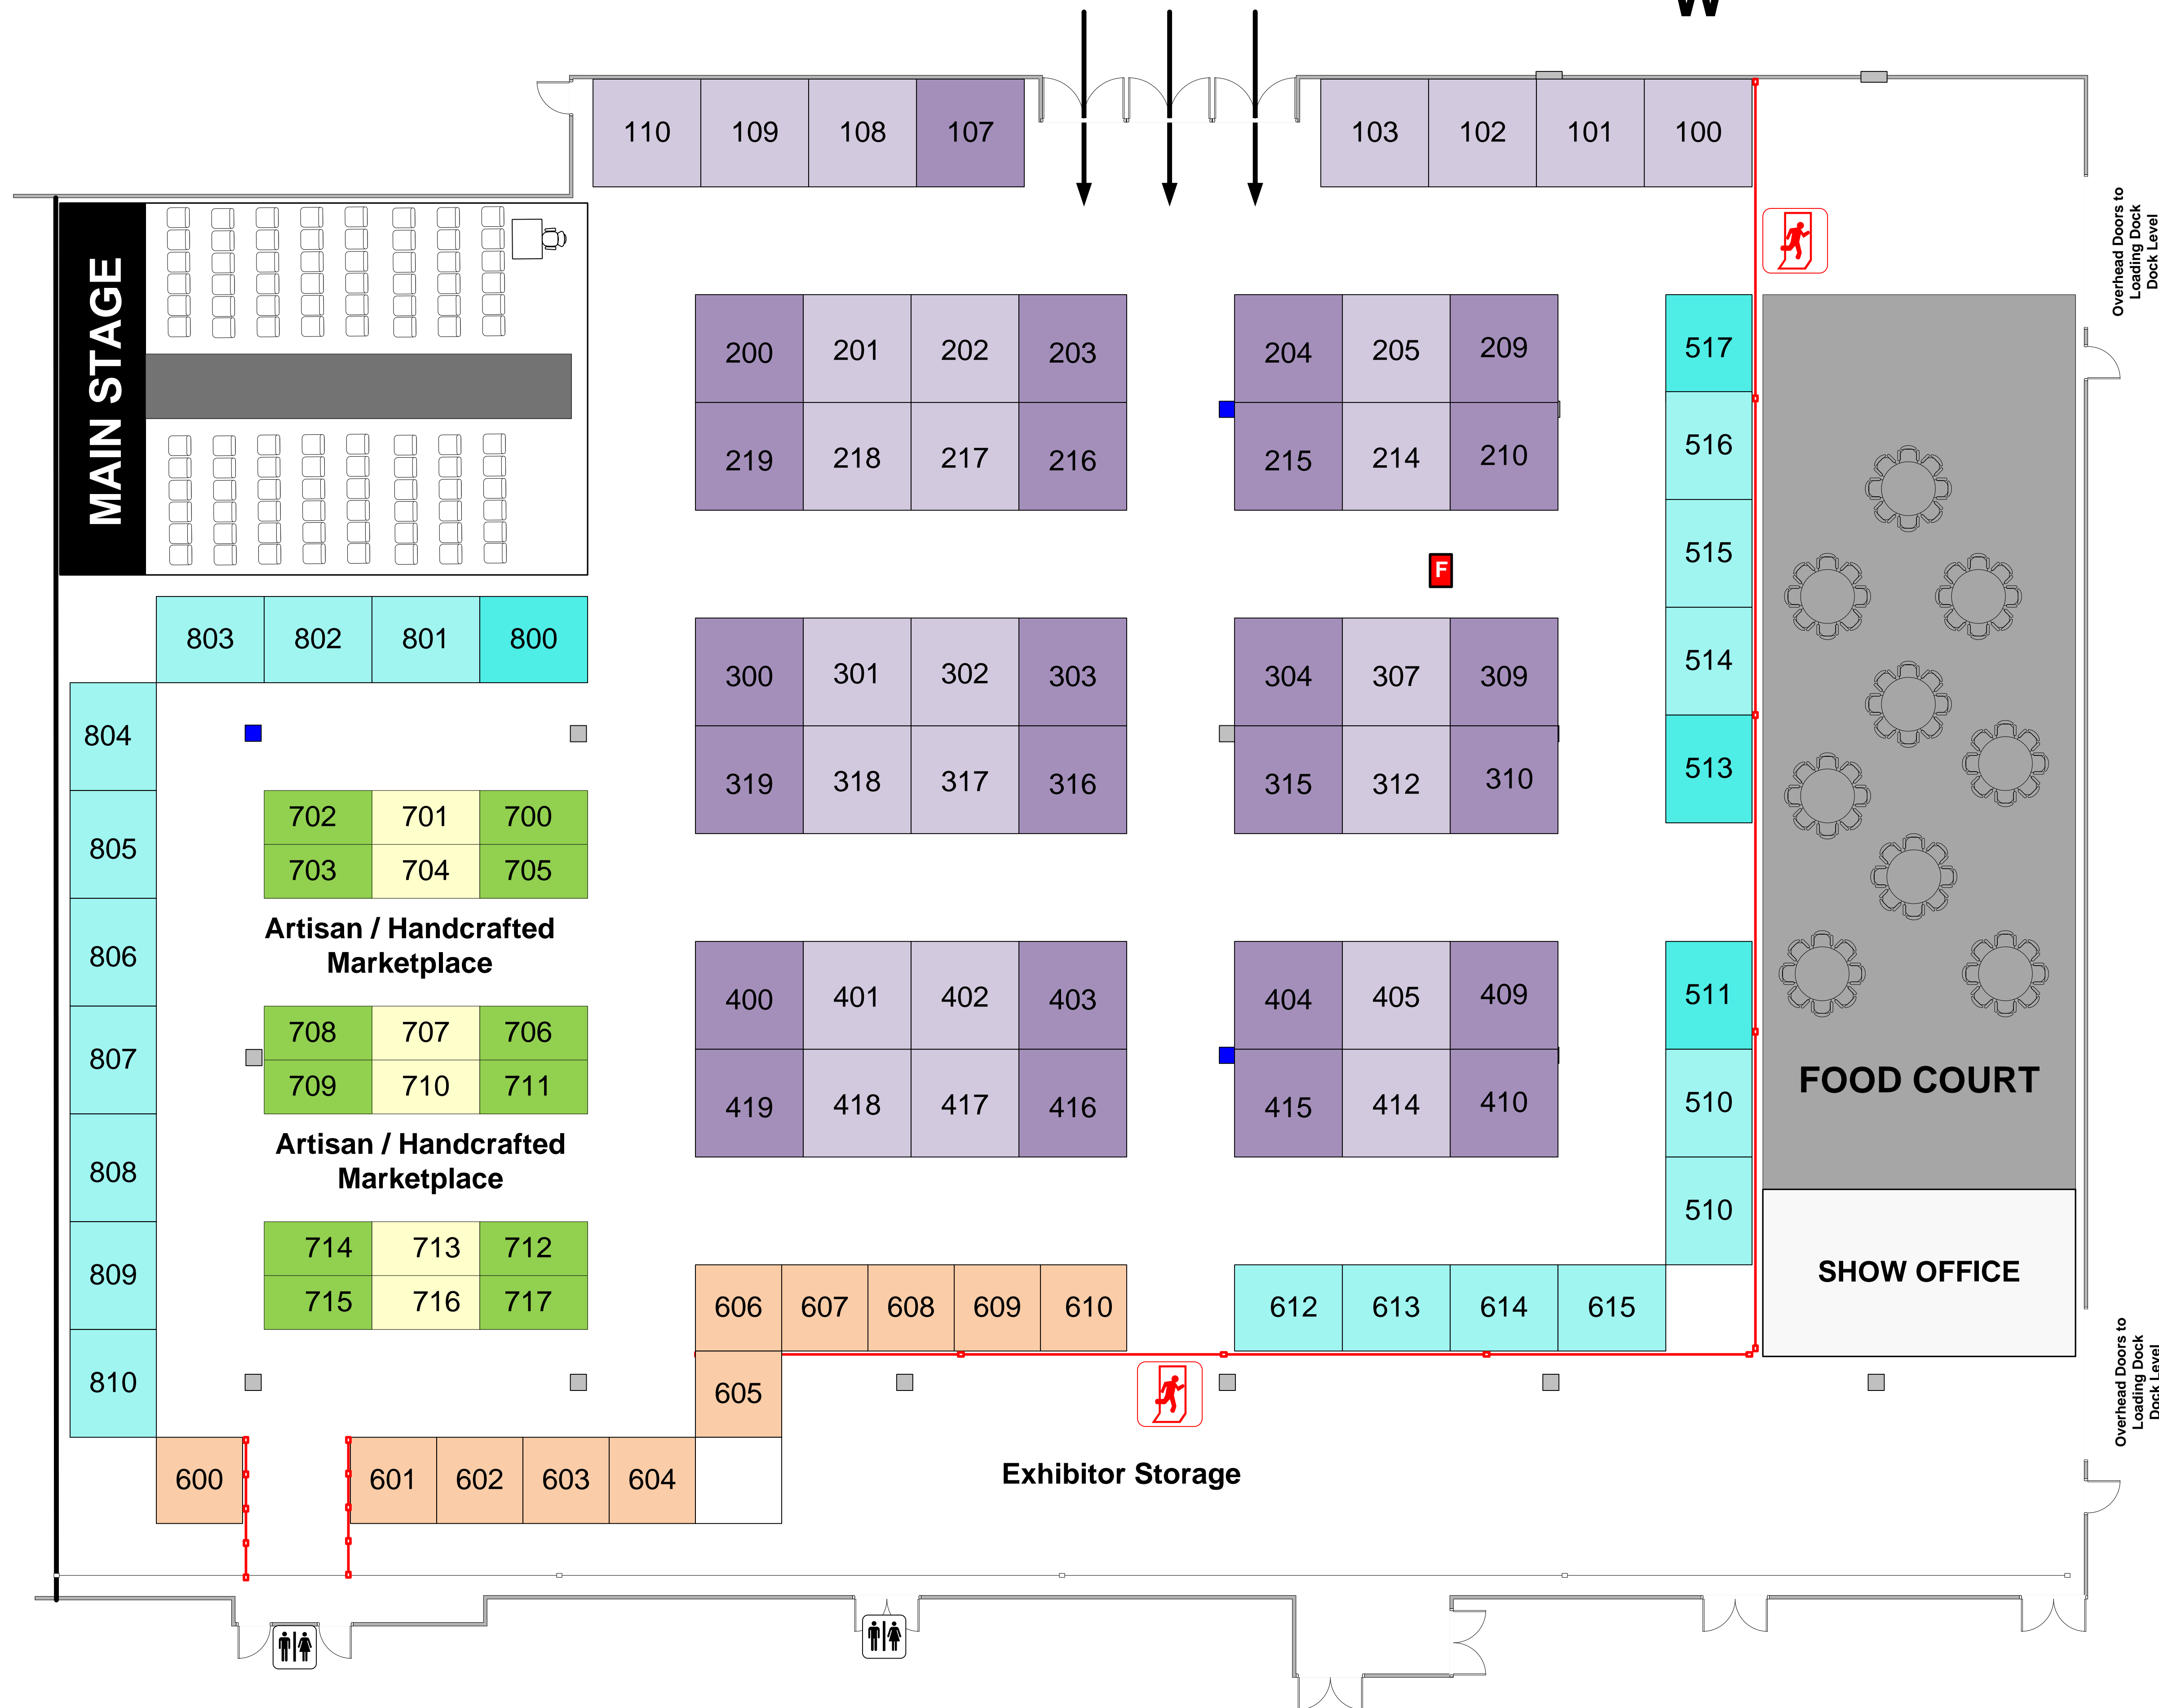 W
110 109 108 107 103 102 101 100
Overhead Doors to
Loading Dock
Dock Level
MAIN STAGE
200 201 202 203 204 205 209 517
219 218 217 216 215 214 210 516
F
515
803 802 801 800 300 301 302 303 304 307 309 514
804 319 318 317 316 315 312 310 513
702 701 700
805 703 704 705
Artisan / Handcrafted
Marketplace
806 400 401 402 403 404 405 409 511
708 707 706
807 709 710 711
419 418 417 416 415 414 410 510
FOOD COURT
Artisan / Handcrafted
Marketplace
808 510
714 713 712
809 715 716 717
606 607 608 609 610 612 613 614 615
SHOW OFFICE
810 605
Overhead Doors to
Loading Dock
Dock Level
600 601 602 603 604
Exhibitor Storage